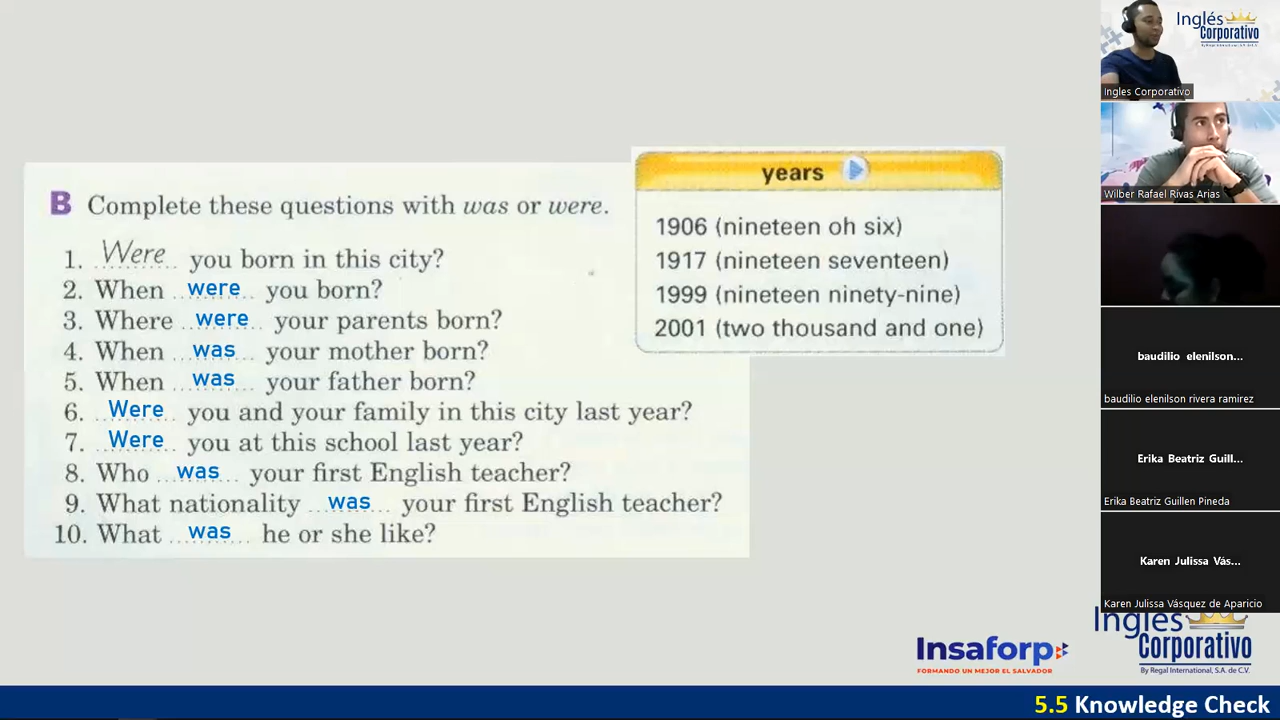 B Complete these questions with was or were.
1. Were you born in this city?
2. When were you born?
3. Where were your parents born?
4. When was your mother born?
5. When was your father born?
6. Were you and your family in this city last year?
7. Were you at this school last year?
8. Who was your first English teacher?
9. What nationality was your first English teacher?
10. What was he or she like?
years
1906 (nineteen oh six)
1917 (nineteen seventeen)
1999 (nineteen ninety-nine)
2001 (two thousand and one)
Inglés
Corporativo
By Regal International, S.A. de C.V.
Ingles Corporativo
Wilber Rafael Rivas Arias
baudilio elenilson...
baudilio elenilson rivera ramirez
Erika Beatriz Guill...
Erika Beatriz Guillen Pineda
Karen Julissa Vás...
Karen Julissa Vásquez de Aparicio
Insaforp
FORMANDO UN MEJOR EL SALVADOR
Inglés
Corporativo
By Regal International, S.A. de C.V.
5.5 Knowledge Check